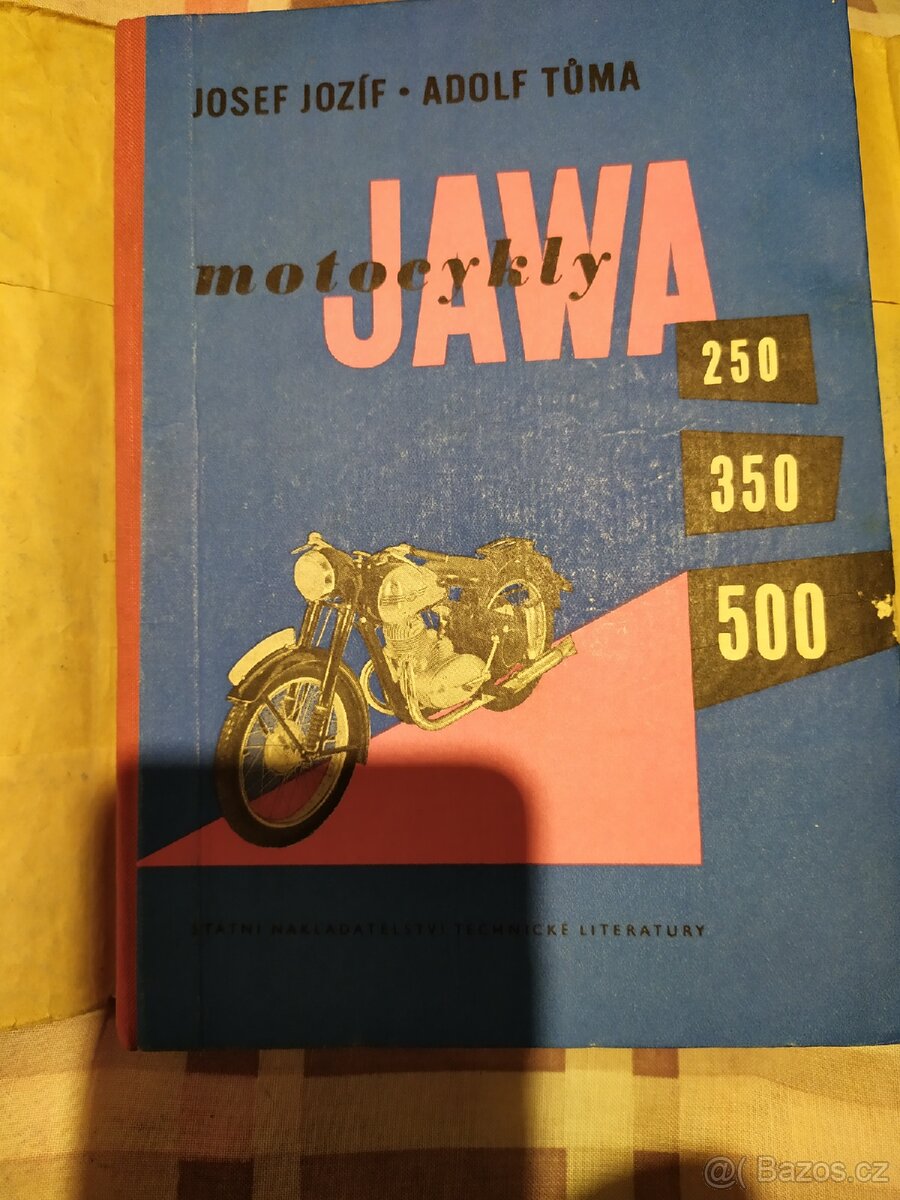 JOSEF JOZÍF • ADOLF TŮMA
JAWA
motocykly
250
350
500
STÁTNÍ NAKLADATELSTVÍ TECHNICKÉ LITERATURY
@( Bazos.cz